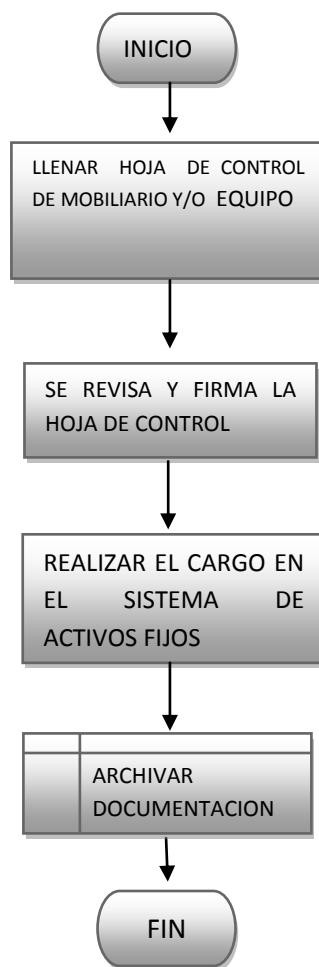 INICIO
LLENAR HOJA DE CONTROL
DE MOBILIARIO Y/O EQUIPO
SE REVISA Y FIRMA LA
HOJA DE CONTROL
REALIZAR EL CARGO EN
EL SISTEMA DE
ACTIVOS FIJOS
ARCHIVAR
DOCUMENTACION
FIN